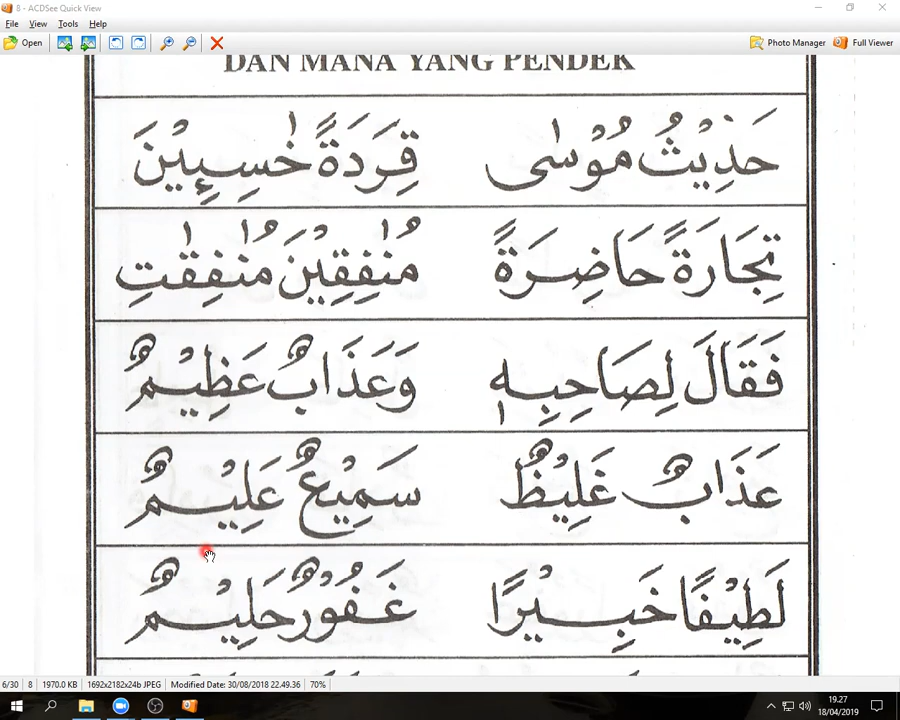 8 - ACDSee Quick View
File View Tools Help
Open Photo Manager Full Viewer
DAN MANA YANG PENDEK
حَدِيْثُ مُوْسٰى قِرَدَةً خٰسِـِٕيْنَ
تِجَارَةً حَاضِرَةً مُنٰفِقِيْنَ مُنٰفِقٰتِ
فَقَالَ لِصَاحِبِهٖ وَعَذَابٌ عَظِيْمٌ
عَذَابٌ غَلِيْظٌ سَمِيْعٌ عَلِيْمٌ
لَطِيْفًا خَبِيْرًا غَفُوْرٌ حَلِيْمٌ
6/30 8 1970.0 KB 1692x2182x24b JPEG Modified Date: 30/08/2018 22.49.36 70%
19.27
18/04/2019